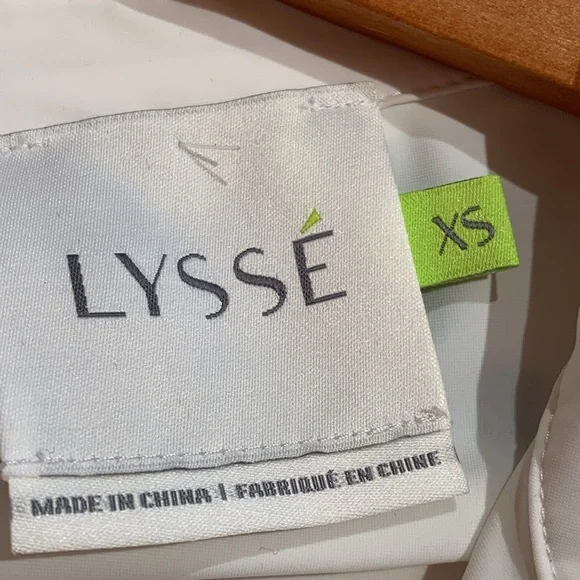 LYSSÉ
XS
MADE IN CHINA | FABRIQUÉ EN CHINE